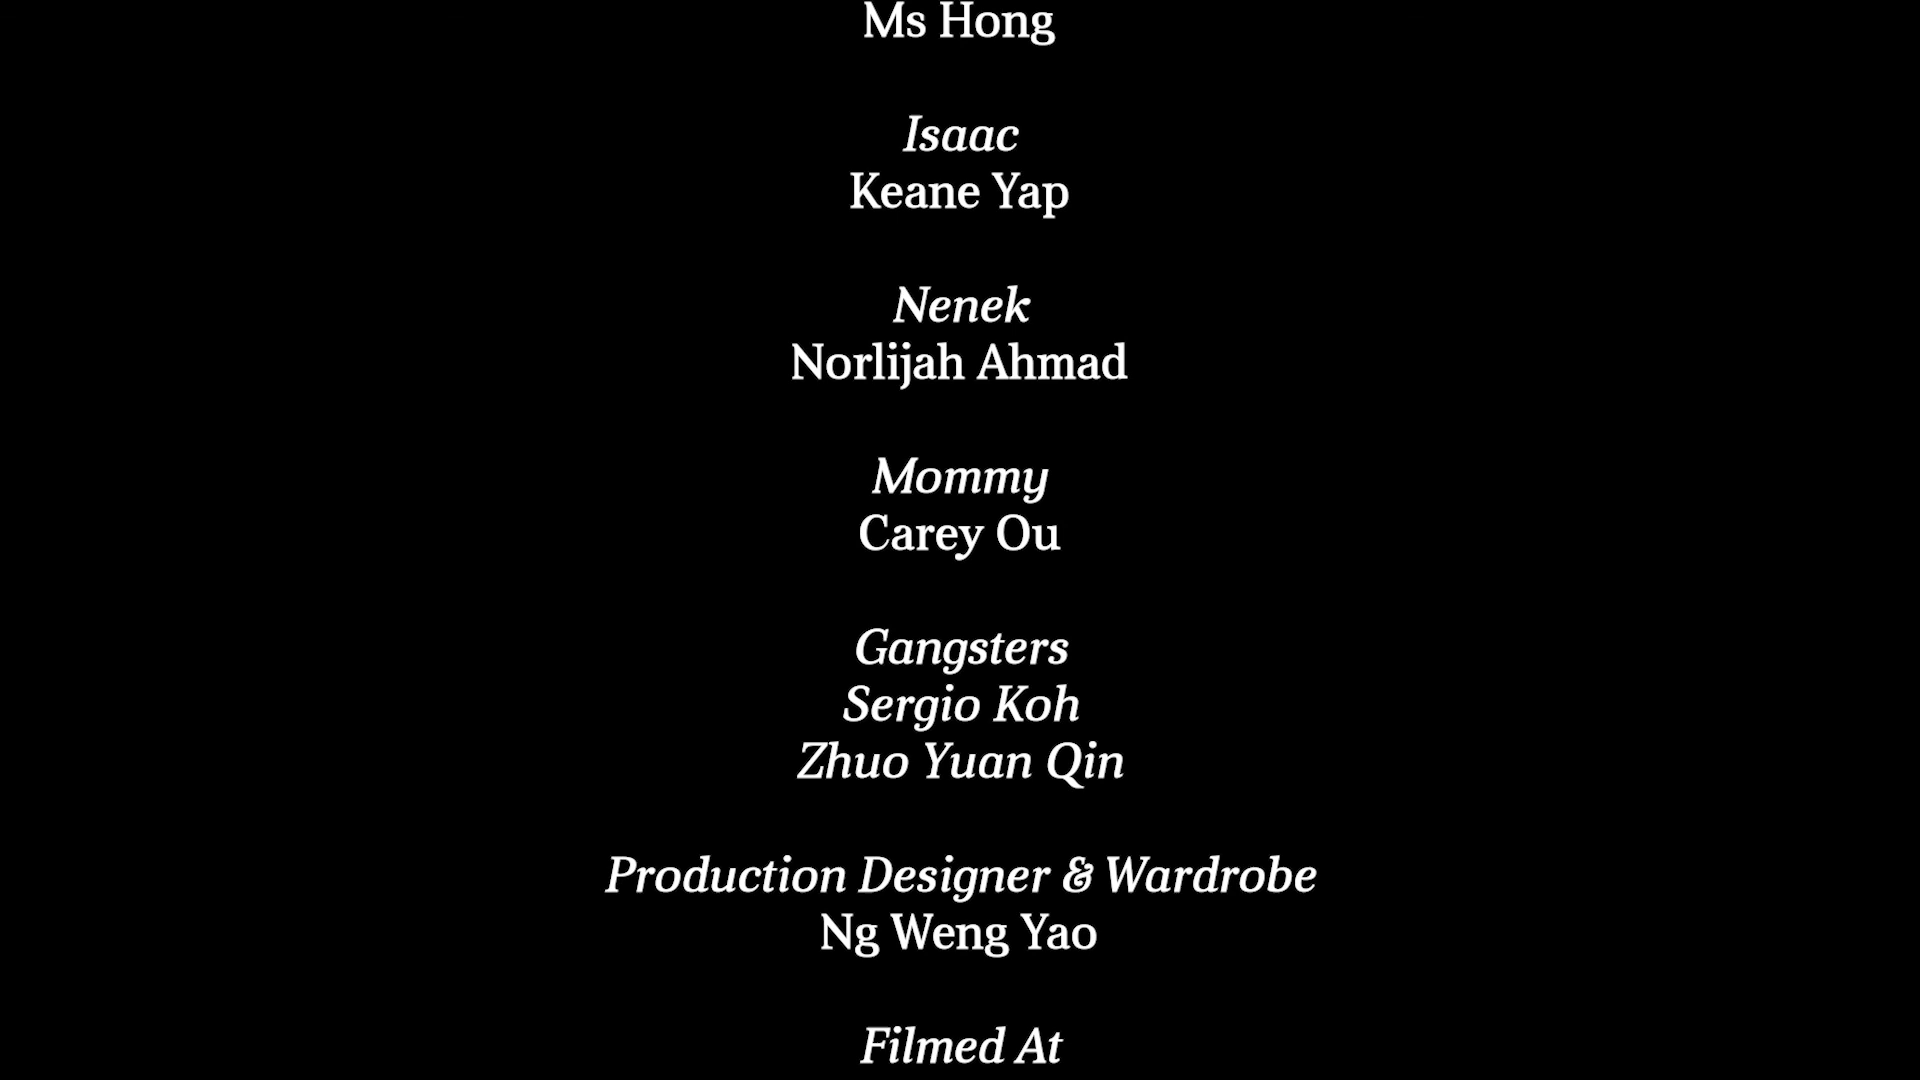 Ms Hong
Isaac
Keane Yap
Nenek
Norlijah Ahmad
Mommy
Carey Ou
Gangsters
Sergio Koh
Zhuo Yuan Qin
Production Designer & Wardrobe
Ng Weng Yao
Filmed At